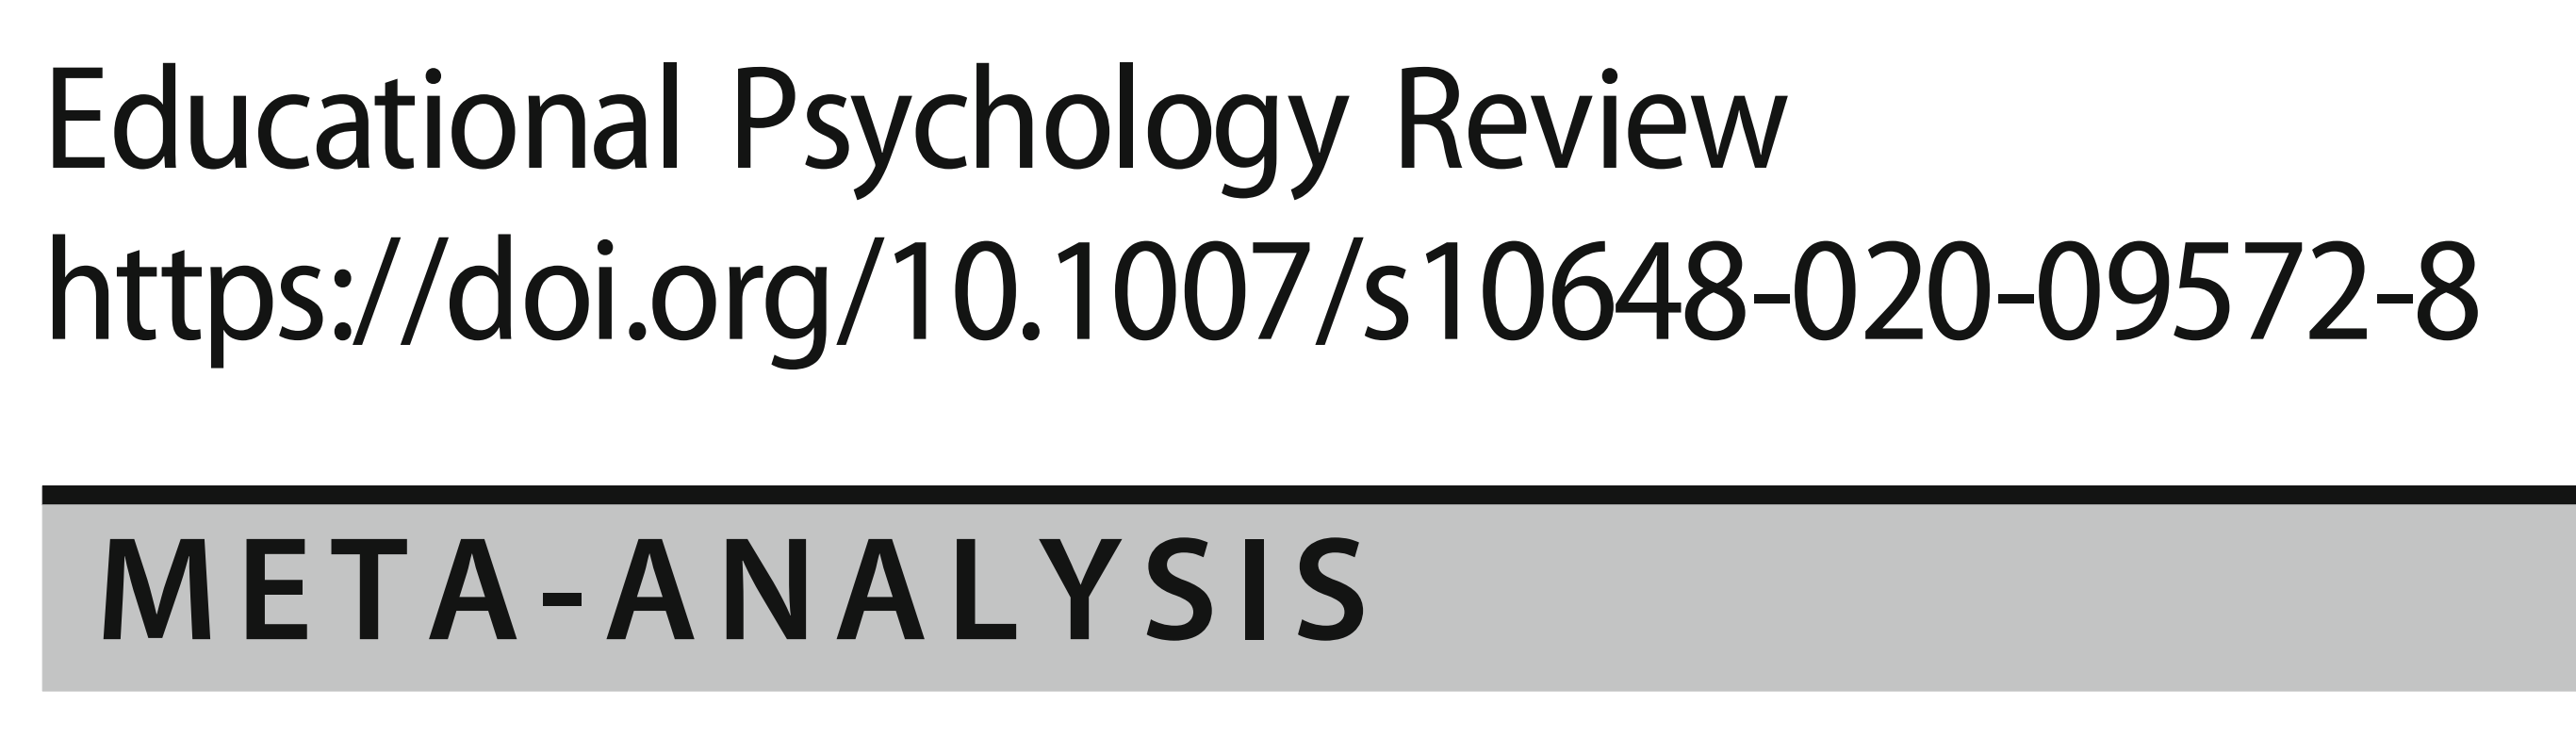 Educational Psychology Review
https://doi.org/10.1007/s10648-020-09572-8
META-ANALYSIS